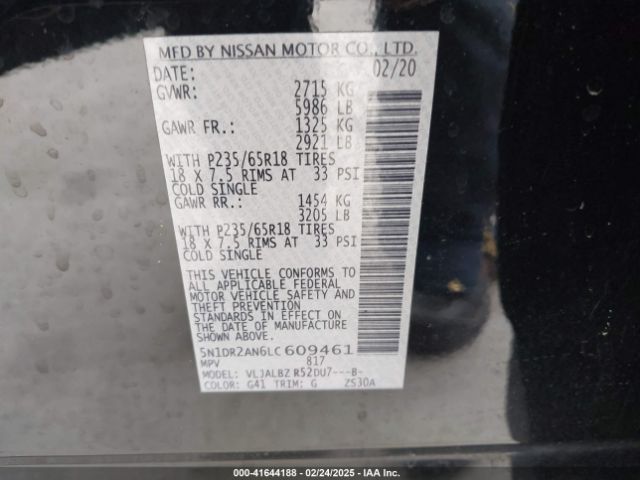 MFD BY NISSAN MOTOR CO., LTD.
DATE: 02/20
GVWR: 2715 KG
5986 LB
GAWR FR.: 1325 KG
2921 LB
WITH P235/65R18 TIRES
18 X 7.5 RIMS AT 33 PSI
COLD SINGLE
GAWR RR.: 1454 KG
3205 LB
WITH P235/65R18 TIRES
18 X 7.5 RIMS AT 33 PSI
COLD SINGLE
THIS VEHICLE CONFORMS TO
ALL APPLICABLE FEDERAL
MOTOR VEHICLE SAFETY AND
THEFT PREVENTION
STANDARDS IN EFFECT ON
THE DATE OF MANUFACTURE
SHOWN ABOVE.
5N1DR2AN6LC609461
MPV 817
MODEL: VLJALBZ R52DU7---B-
COLOR: G41 TRIM: G ZS30A
000-41644188 - 02/24/2025 - IAA Inc.